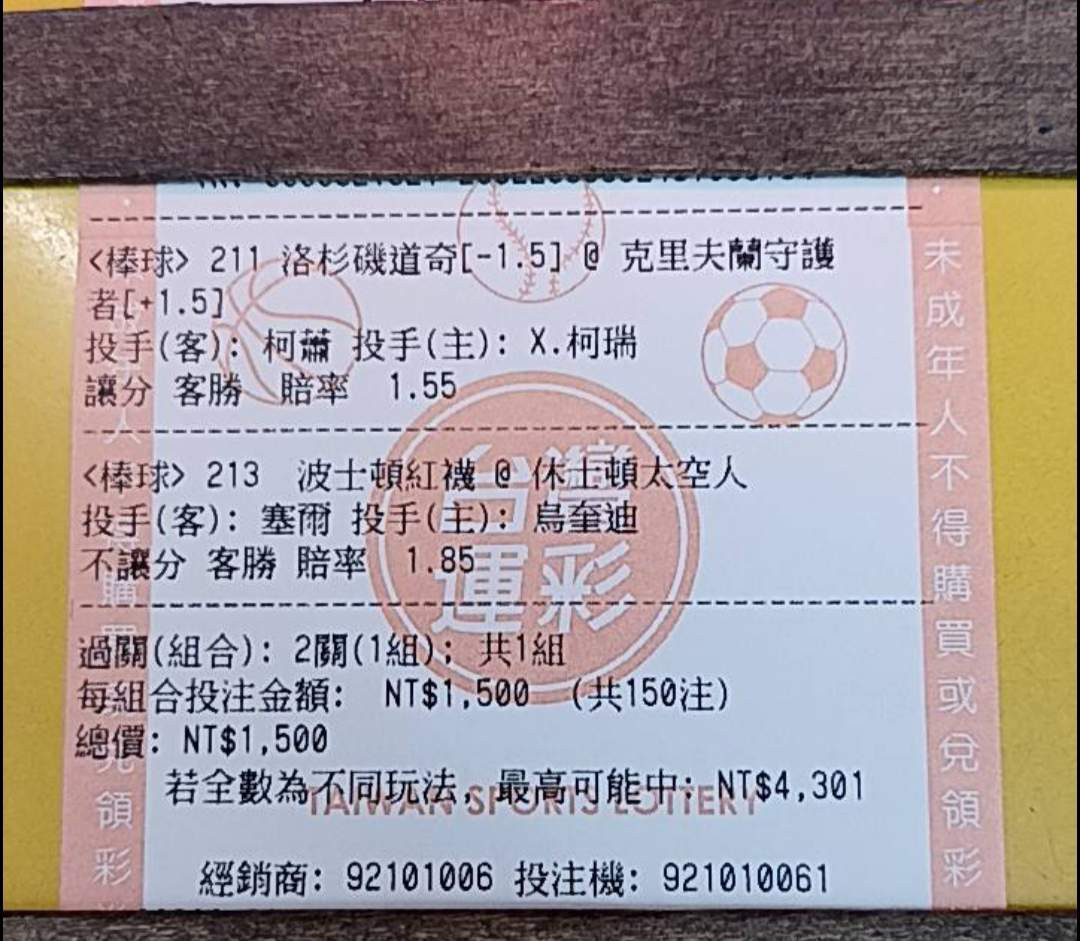 <棒球> 211 洛杉磯道奇[-1.5] @ 克里夫蘭守護
者[+1.5]
投手(客): 柯蕭 投手(主): X.柯瑞
讓分 客勝 賠率 1.55
<棒球> 213 波士頓紅襪 @ 休士頓太空人
投手(客): 塞爾 投手(主): 烏奎迪
不讓分 客勝 賠率 1.85
過關(組合): 2關(1組); 共1組
每組合投注金額: NT$1,500 (共150注)
總價: NT$1,500
若全數為不同玩法, 最高可能中: NT$4,301
經銷商: 92101006 投注機: 921010061
台灣
運彩
TAIWAN SPORTS LOTTERY
未成年人不得購買或兌領彩
人
購買
兌領彩